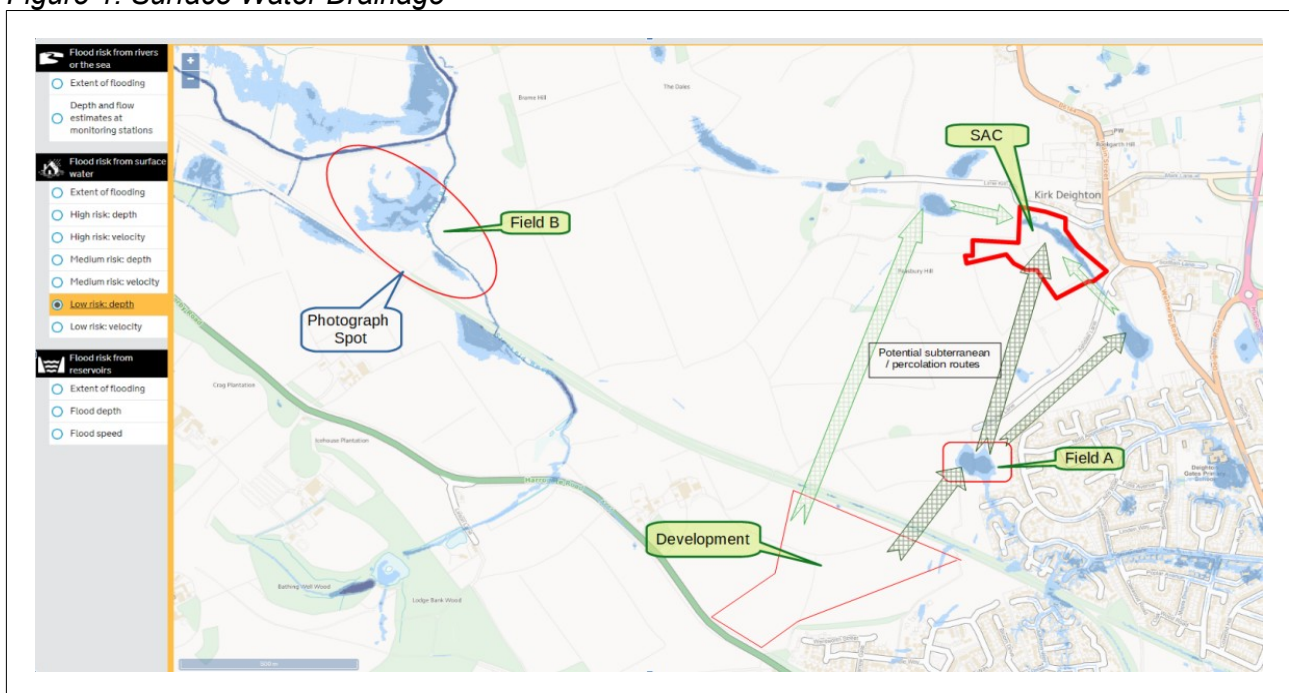 Figure 1: Surface Water Drainage
Flood risk from rivers
or the sea
Extent of flooding
Depth and flow
estimates at
monitoring stations
Flood risk from surface
water
Extent of flooding
High risk: depth
High risk: velocity
Medium risk: depth
Medium risk: velocity
Low risk: depth
Low risk: velocity
Flood risk from
reservoirs
Extent of flooding
Flood depth
Flood speed
+
−
The Dales
SAC
PW
Kirk Deighton
Field B
Photograph
Spot
Potential subterranean
/ percolation routes
Crag Plantation
Icehouse Plantation
Field A
Development
Bathing Well Wood
Lodge Bank Wood
500 m